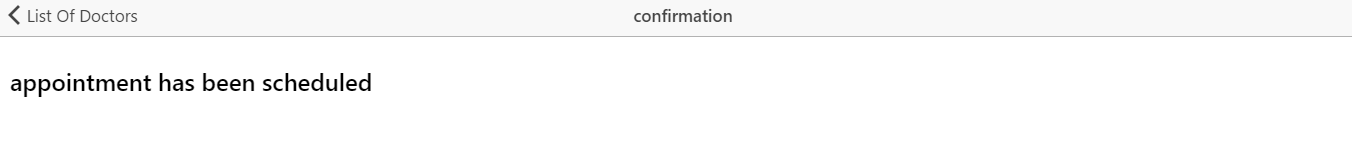 List Of Doctors
confirmation
appointment has been scheduled